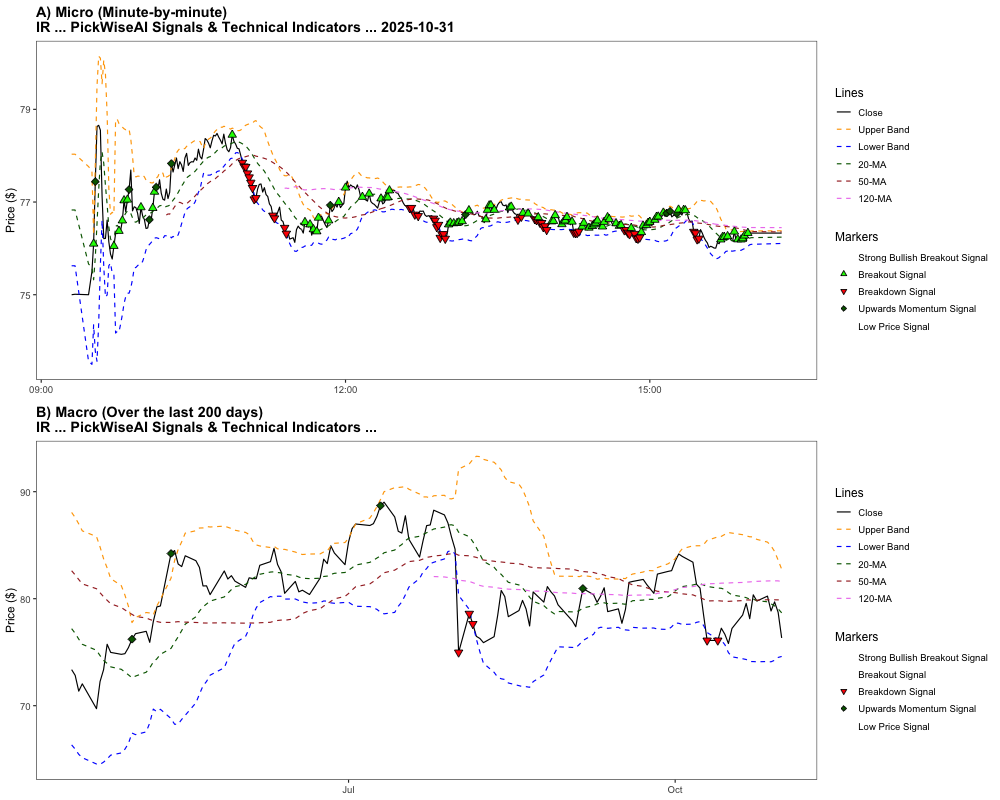 A) Micro (Minute-by-minute)
IR ... PickWiseAI Signals & Technical Indicators ... 2025-10-31
Price ($)
79
77
75
09:00
12:00
15:00
Lines
Close
Upper Band
Lower Band
20-MA
50-MA
120-MA
Markers
Strong Bullish Breakout Signal
Breakout Signal
Breakdown Signal
Upwards Momentum Signal
Low Price Signal
B) Macro (Over the last 200 days)
IR ... PickWiseAI Signals & Technical Indicators ...
Price ($)
90
80
70
Jul
Oct
Lines
Close
Upper Band
Lower Band
20-MA
50-MA
120-MA
Markers
Strong Bullish Breakout Signal
Breakout Signal
Breakdown Signal
Upwards Momentum Signal
Low Price Signal